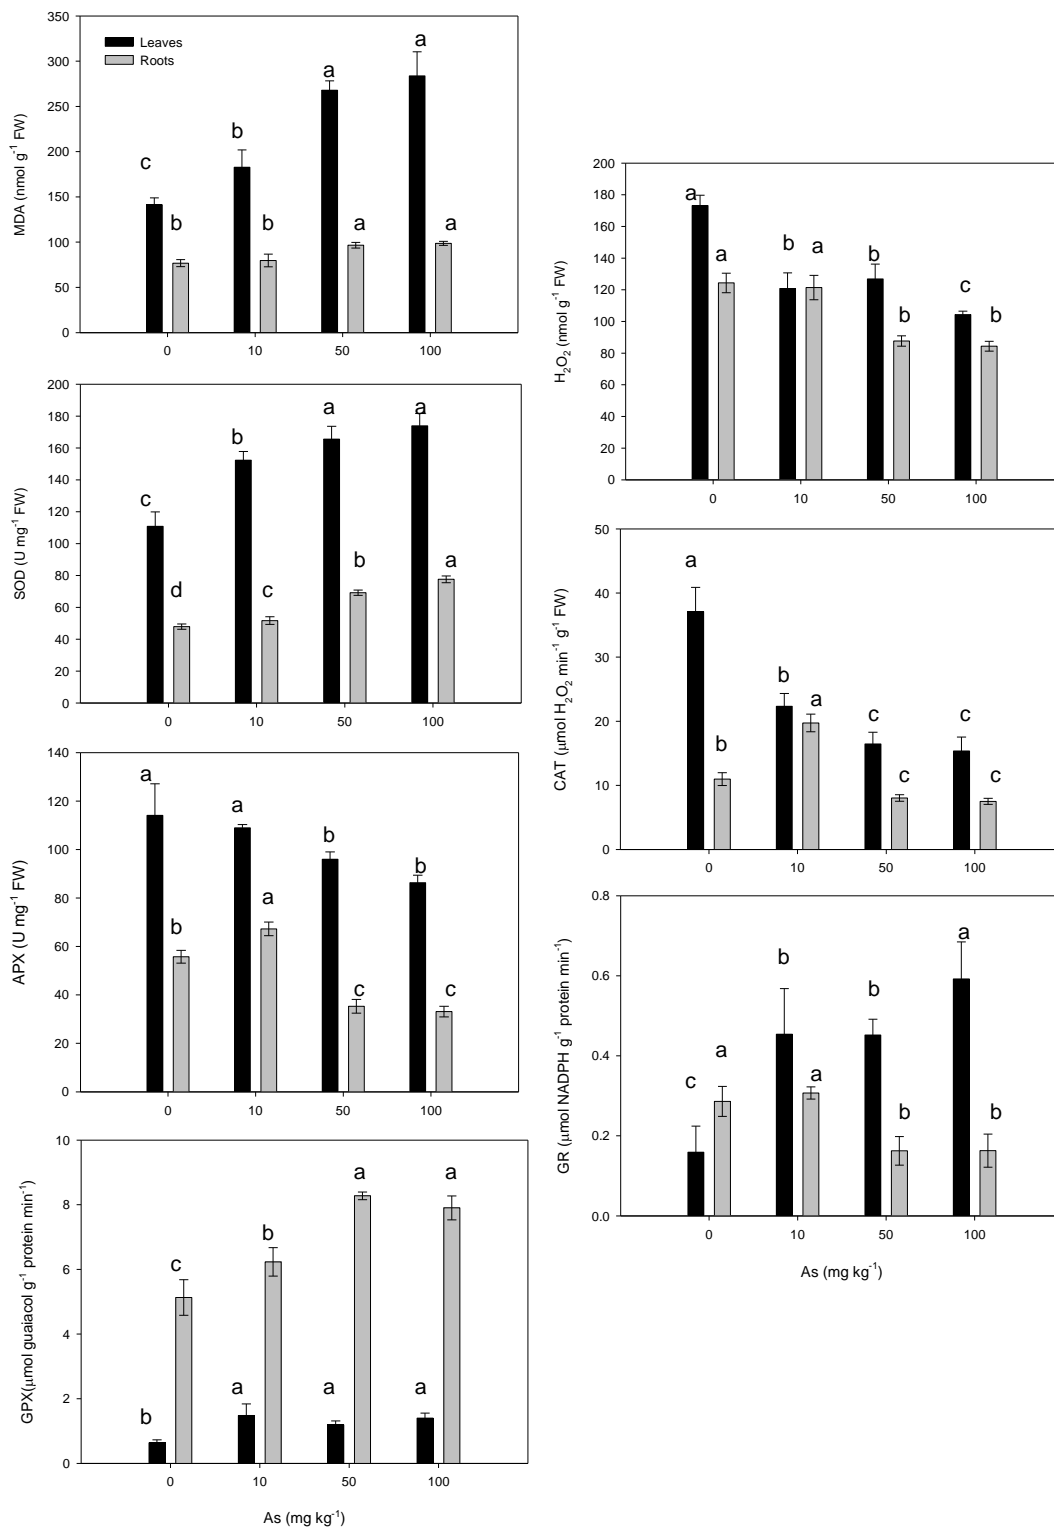 350
300
250
200
150
100
50
0
MDA (nmol g⁻¹ FW)
Leaves
Roots
c
b
b
b
a
a
a
a
0 10 50 100
200
180
160
140
120
100
80
60
40
20
0
SOD (U mg⁻¹ FW)
c
d
b
c
a
b
a
a
0 10 50 100
140
120
100
80
60
40
20
0
APX (U mg⁻¹ FW)
a
b
a
a
b
c
b
c
0 10 50 100
10
8
6
4
2
0
GPX(μmol guaiacol g⁻¹ protein min⁻¹)
b
c
a
b
a
a
a
a
0 10 50 100
As (mg kg⁻¹)
200
180
160
140
120
100
80
60
40
20
0
H₂O₂ (nmol g⁻¹ FW)
a
a
b
a
b
b
c
b
0 10 50 100
50
40
30
20
10
0
CAT (μmol H₂O₂ min⁻¹ g⁻¹ FW)
a
b
b
a
c
c
c
c
0 10 50 100
0.8
0.6
0.4
0.2
0.0
GR (μmol NADPH g⁻¹ protein min⁻¹)
c
a
b
a
b
b
a
b
0 10 50 100
As (mg kg⁻¹)